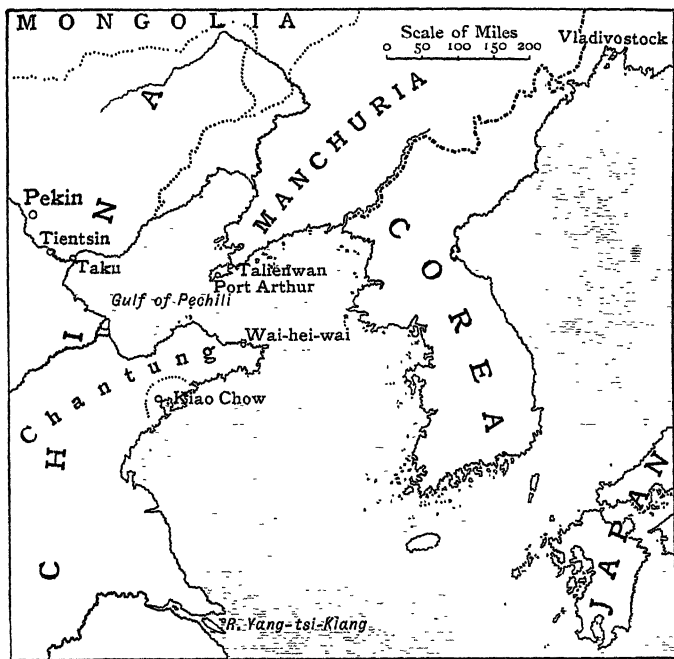 MONGOLIA
Scale of Miles
0 50 100 150 200
Vladivostock
MANCHURIA
CHINA
Pekin
Tientsin
Taku
Talienwan
Port Arthur
COREA
Gulf of Pechili
Wai-hei-wai
Chantung
Kiao Chow
JAPAN
R. Yang-tsi-Kiang